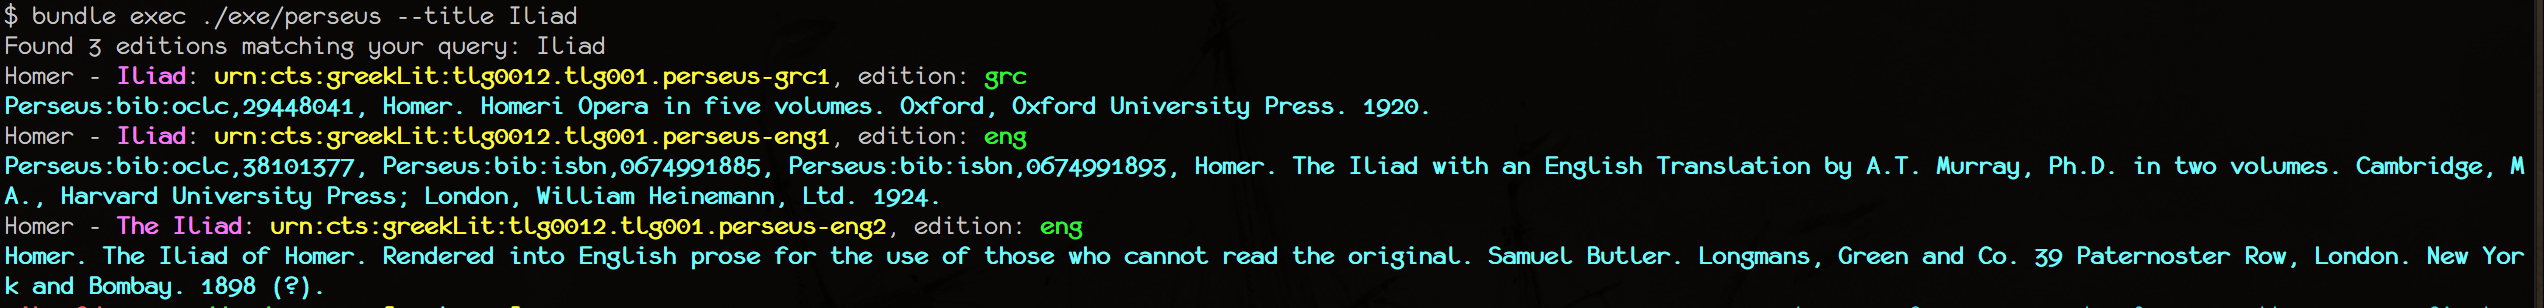 $ bundle exec ./exe/perseus --title Iliad
Found 3 editions matching your query: Iliad
Homer - Iliad: urn:cts:greekLit:tlg0012.tlg001.perseus-grc1, edition: grc
Perseus:bib:oclc,29448041, Homer. Homeri Opera in five volumes. Oxford, Oxford University Press. 1920.
Homer - Iliad: urn:cts:greekLit:tlg0012.tlg001.perseus-eng1, edition: eng
Perseus:bib:oclc,38101377, Perseus:bib:isbn,0674991885, Perseus:bib:isbn,0674991893, Homer. The Iliad with an English Translation by A.T. Murray, Ph.D. in two volumes. Cambridge, M
A., Harvard University Press; London, William Heinemann, Ltd. 1924.
Homer - The Iliad: urn:cts:greekLit:tlg0012.tlg001.perseus-eng2, edition: eng
Homer. The Iliad of Homer. Rendered into English prose for the use of those who cannot read the original. Samuel Butler. Longmans, Green and Co. 39 Paternoster Row, London. New Yor
k and Bombay. 1898 (?).